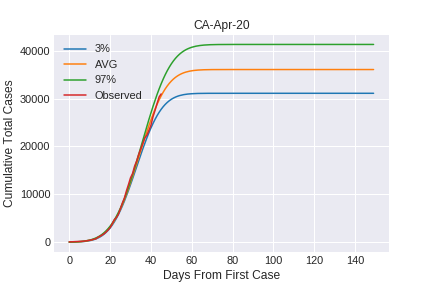 CA-Apr-20
3%
AVG
97%
Observed
40000
30000
20000
10000
0
Cumulative Total Cases
0 20 40 60 80 100 120 140
Days From First Case